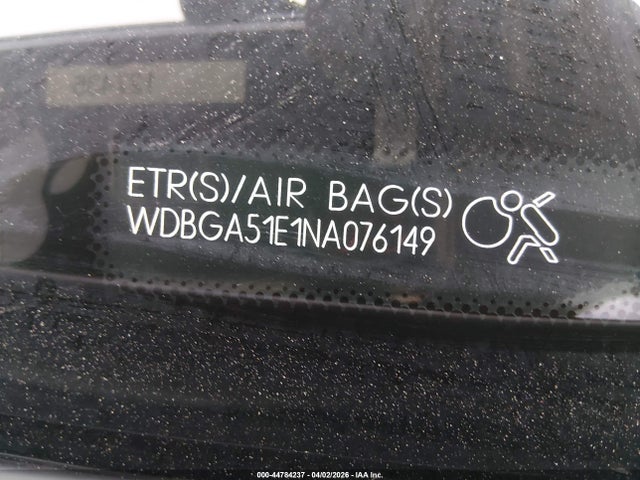 ETR(S)/AIR BAG(S)
WDBGA51E1NA076149
000-44784237 - 04/02/2026 - IAA Inc.